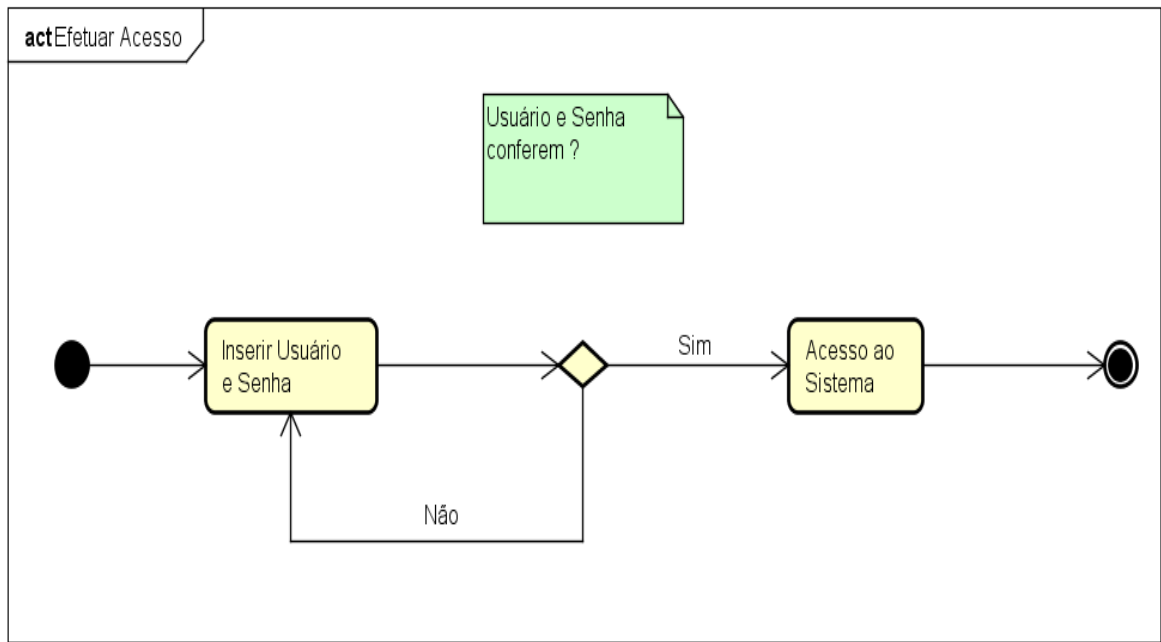 act Efetuar Acesso
Usuário e Senha
conferem ?
Inserir Usuário
e Senha
Sim
Acesso ao
Sistema
Não